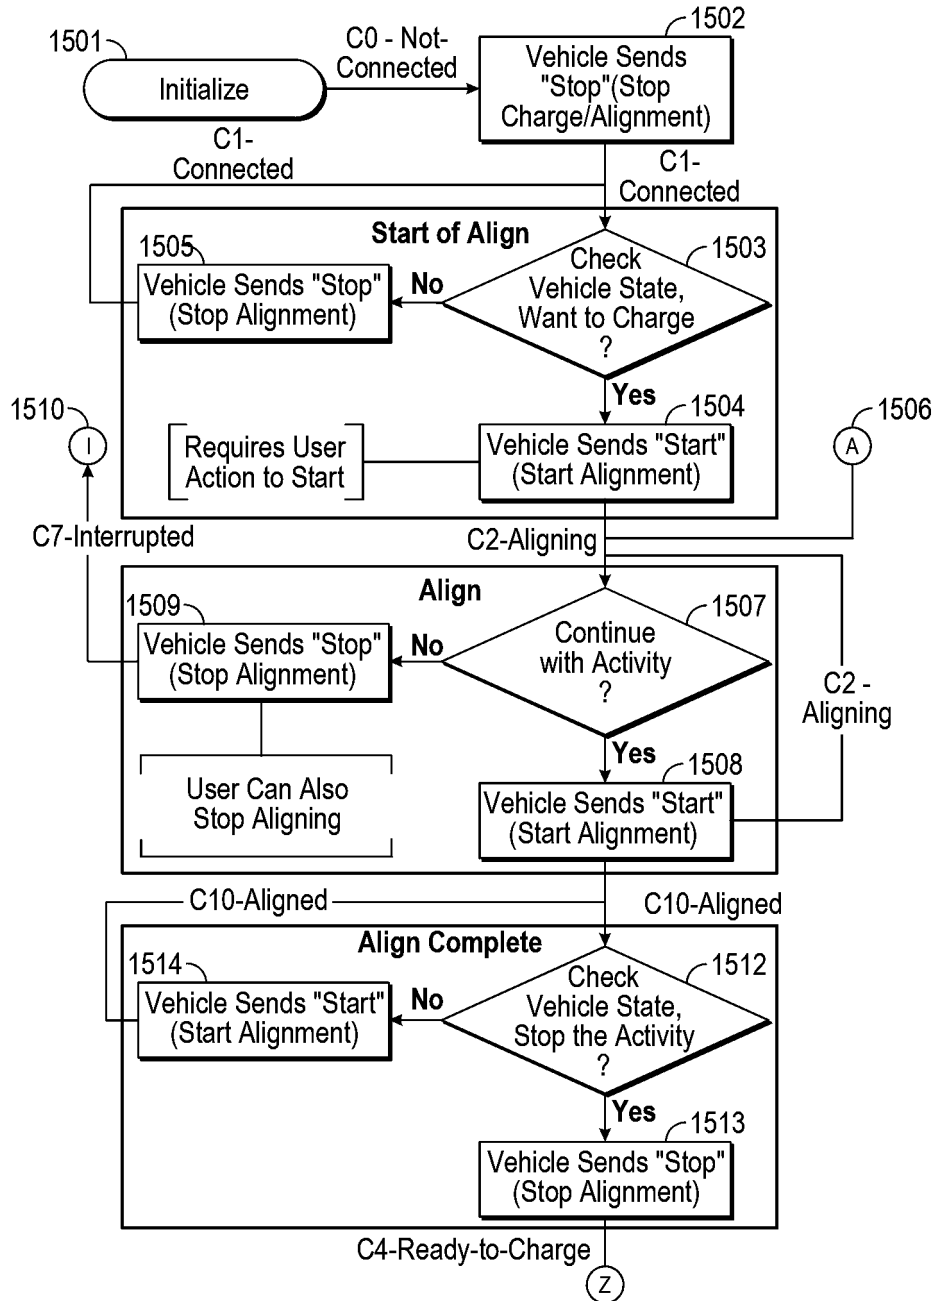 1501
Initialize
C0 - Not-
Connected
1502
Vehicle Sends
"Stop"(Stop
Charge/Alignment)
C1-
Connected
C1-
Connected
Start of Align
1503
Check
Vehicle State,
Want to Charge
?
No
1505
Vehicle Sends "Stop"
(Stop Alignment)
Yes
1504
Vehicle Sends "Start"
(Start Alignment)
Requires User
Action to Start
1510
I
1506
A
C7-Interrupted
C2-Aligning
Align
1507
Continue
with Activity
?
No
1509
Vehicle Sends "Stop"
(Stop Alignment)
User Can Also
Stop Aligning
Yes
1508
Vehicle Sends "Start"
(Start Alignment)
C2 -
Aligning
C10-Aligned
C10-Aligned
Align Complete
1512
Check
Vehicle State,
Stop the Activity
?
No
1514
Vehicle Sends "Start"
(Start Alignment)
Yes
1513
Vehicle Sends "Stop"
(Stop Alignment)
C4-Ready-to-Charge
Z